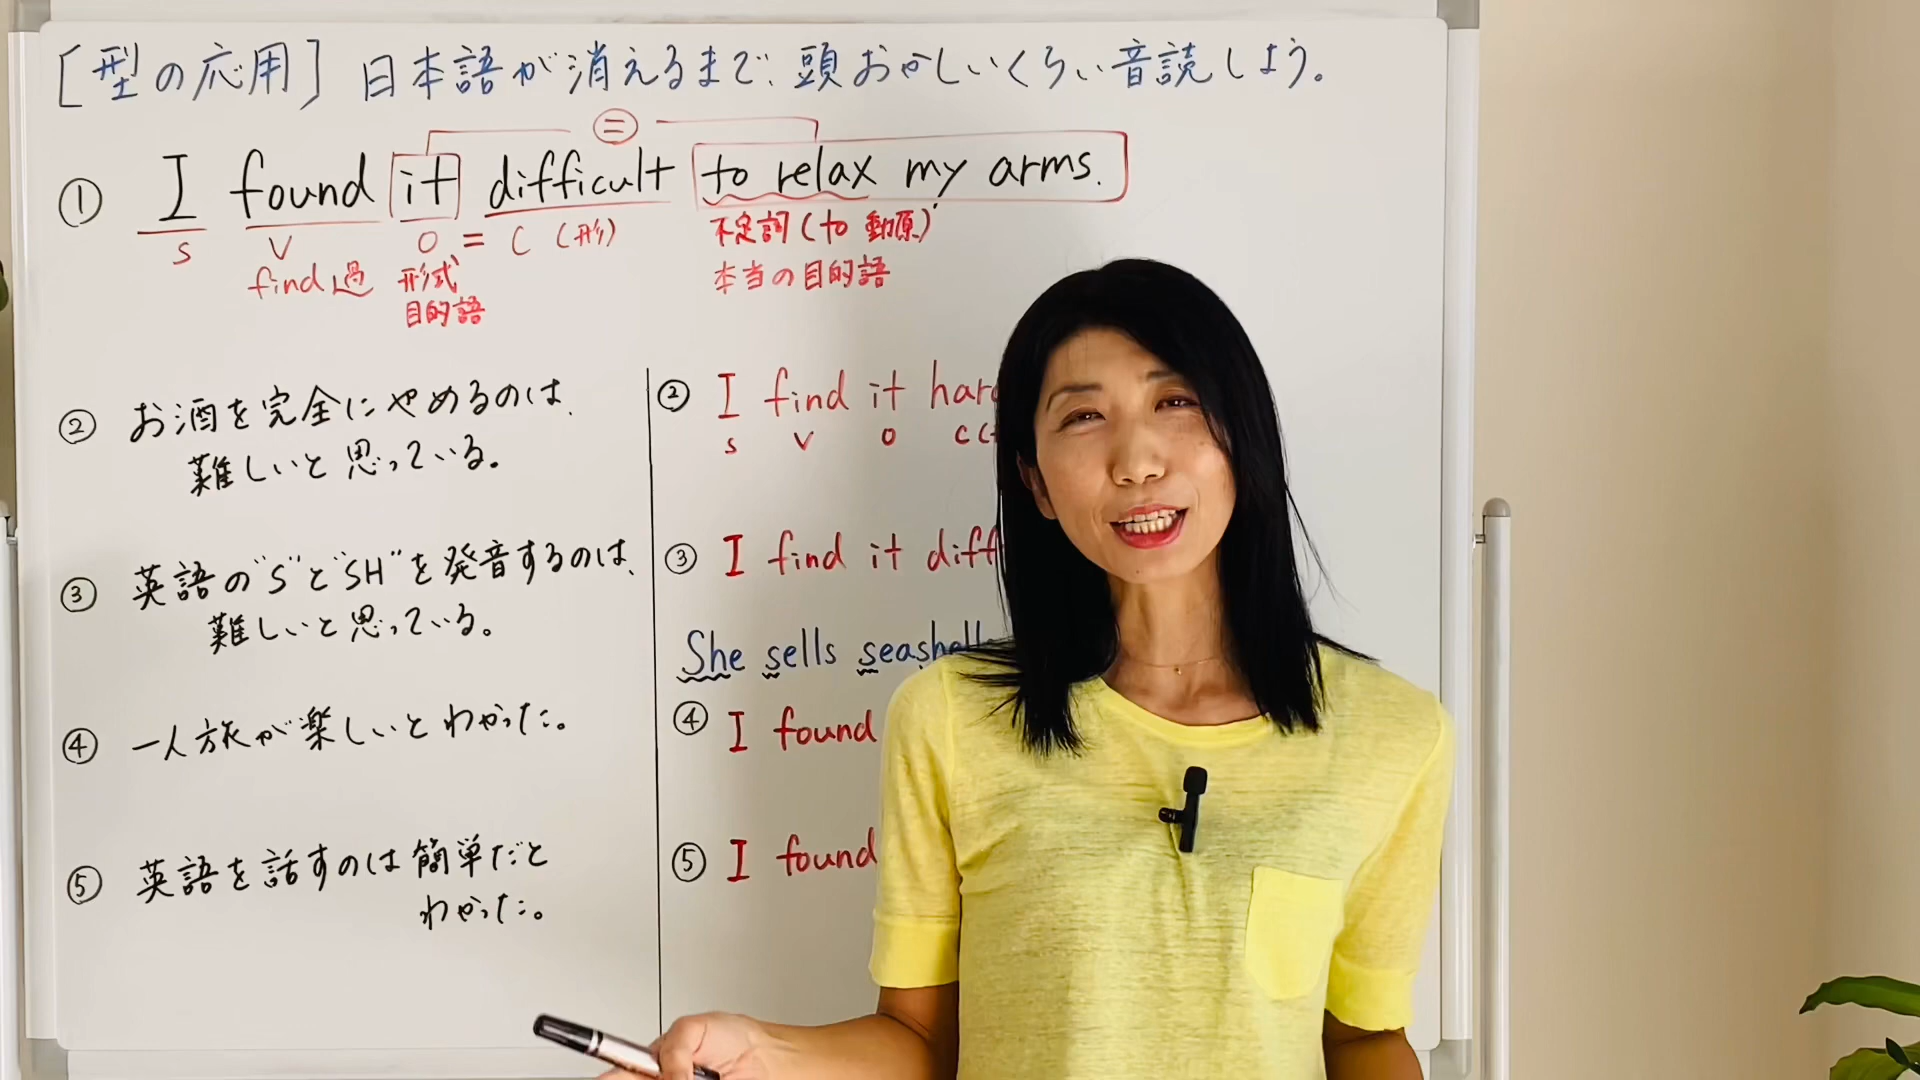 [型の応用] 日本語が消えるまで、頭おかしいくらい音読しよう。
=
① I found it difficult to relax my arms.
S V O = C (形) 不定詞(to 動原)
find過 形式 本当の目的語
目的語
② お酒を完全にやめるのは、
難しいと思っている。
③ 英語の"S"と"SH"を発音するのは、
難しいと思っている。
④ 一人旅が楽しいとわかった。
⑤ 英語を話すのは簡単だと
わかった。
② I find it
S V O C
③ I find it
She sells
④ I found
⑤ I found